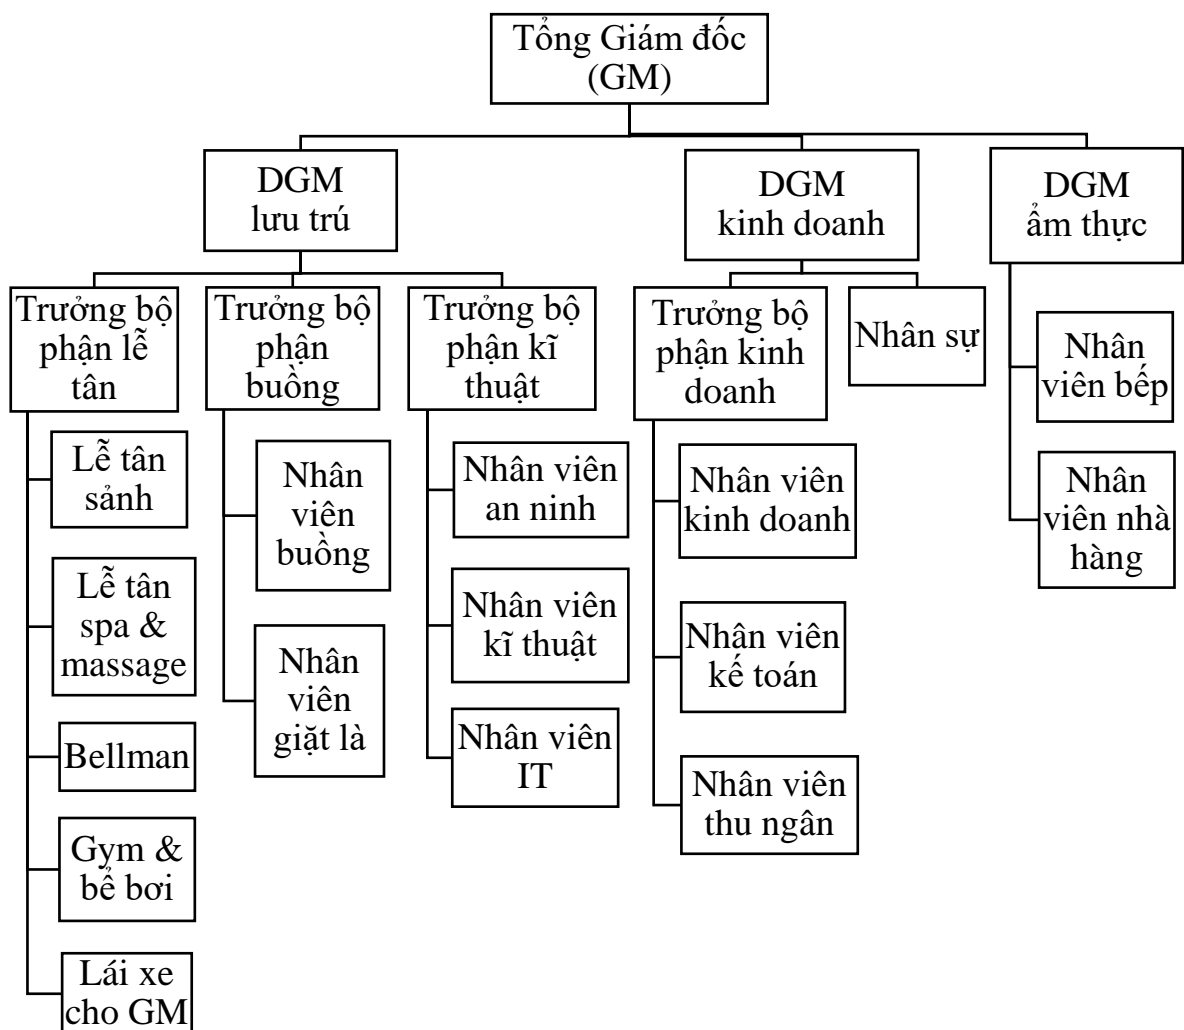 Tổng Giám đốc
(GM)
DGM
lưu trú
DGM
kinh doanh
DGM
ẩm thực
Trưởng bộ
phận lễ
tân
Trưởng bộ
phận
buồng
Trưởng bộ
phận kĩ
thuật
Trưởng bộ
phận kinh
doanh
Nhân sự
Nhân
viên bếp
Nhân
viên nhà
hàng
Lễ tân
sảnh
Lễ tân
spa &
massage
Bellman
Gym &
bể bơi
Lái xe
cho GM
Nhân
viên
buồng
Nhân
viên
giặt là
Nhân viên
an ninh
Nhân viên
kĩ thuật
Nhân viên
IT
Nhân viên
kinh doanh
Nhân viên
kế toán
Nhân viên
thu ngân